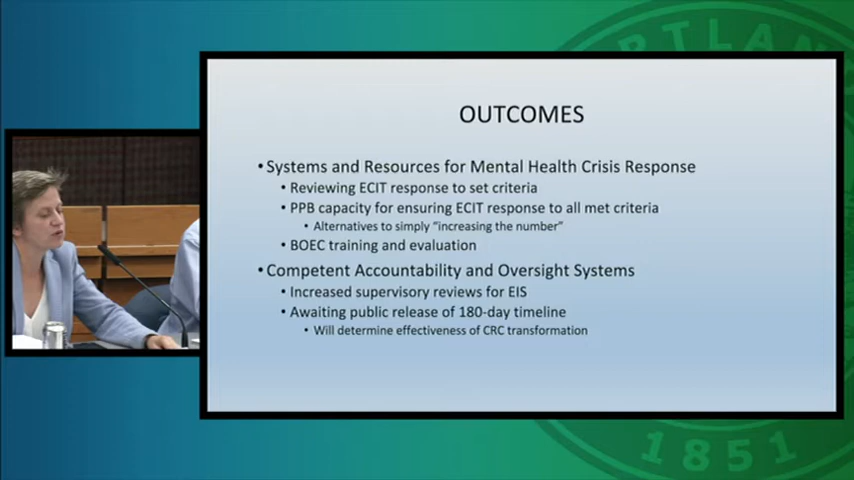 RTLAN
OUTCOMES
•Systems and Resources for Mental Health Crisis Response
• Reviewing ECIT response to set criteria
• PPB capacity for ensuring ECIT response to all met criteria
• Alternatives to simply "increasing the number"
• BOEC training and evaluation
•Competent Accountability and Oversight Systems
• Increased supervisory reviews for EIS
• Awaiting public release of 180-day timeline
• Will determine effectiveness of CRC transformation
1851